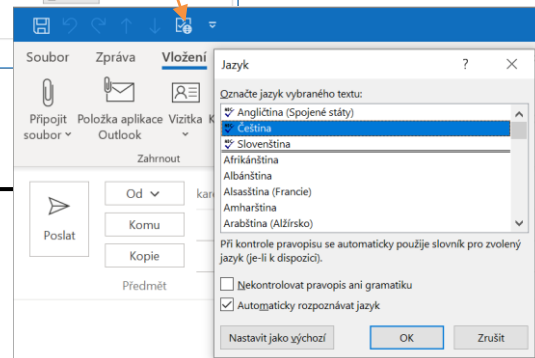 Soubor Zpráva Vložení
Připojit soubor
Položka aplikace Outlook
Vizitka
Zahrnout
Poslat
Od
Komu
Kopie
Předmět
Jazyk ?
Označte jazyk vybraného textu:
Angličtina (Spojené státy)
Čeština
Slovenština
Afrikánština
Albánština
Alsasština (Francie)
Amharština
Arabština (Alžírsko)
Při kontrole pravopisu se automaticky použije slovník pro zvolený
jazyk (je-li k dispozici).
Nekontrolovat pravopis ani gramatiku
Automaticky rozpoznávat jazyk
Nastavit jako výchozí OK Zrušit